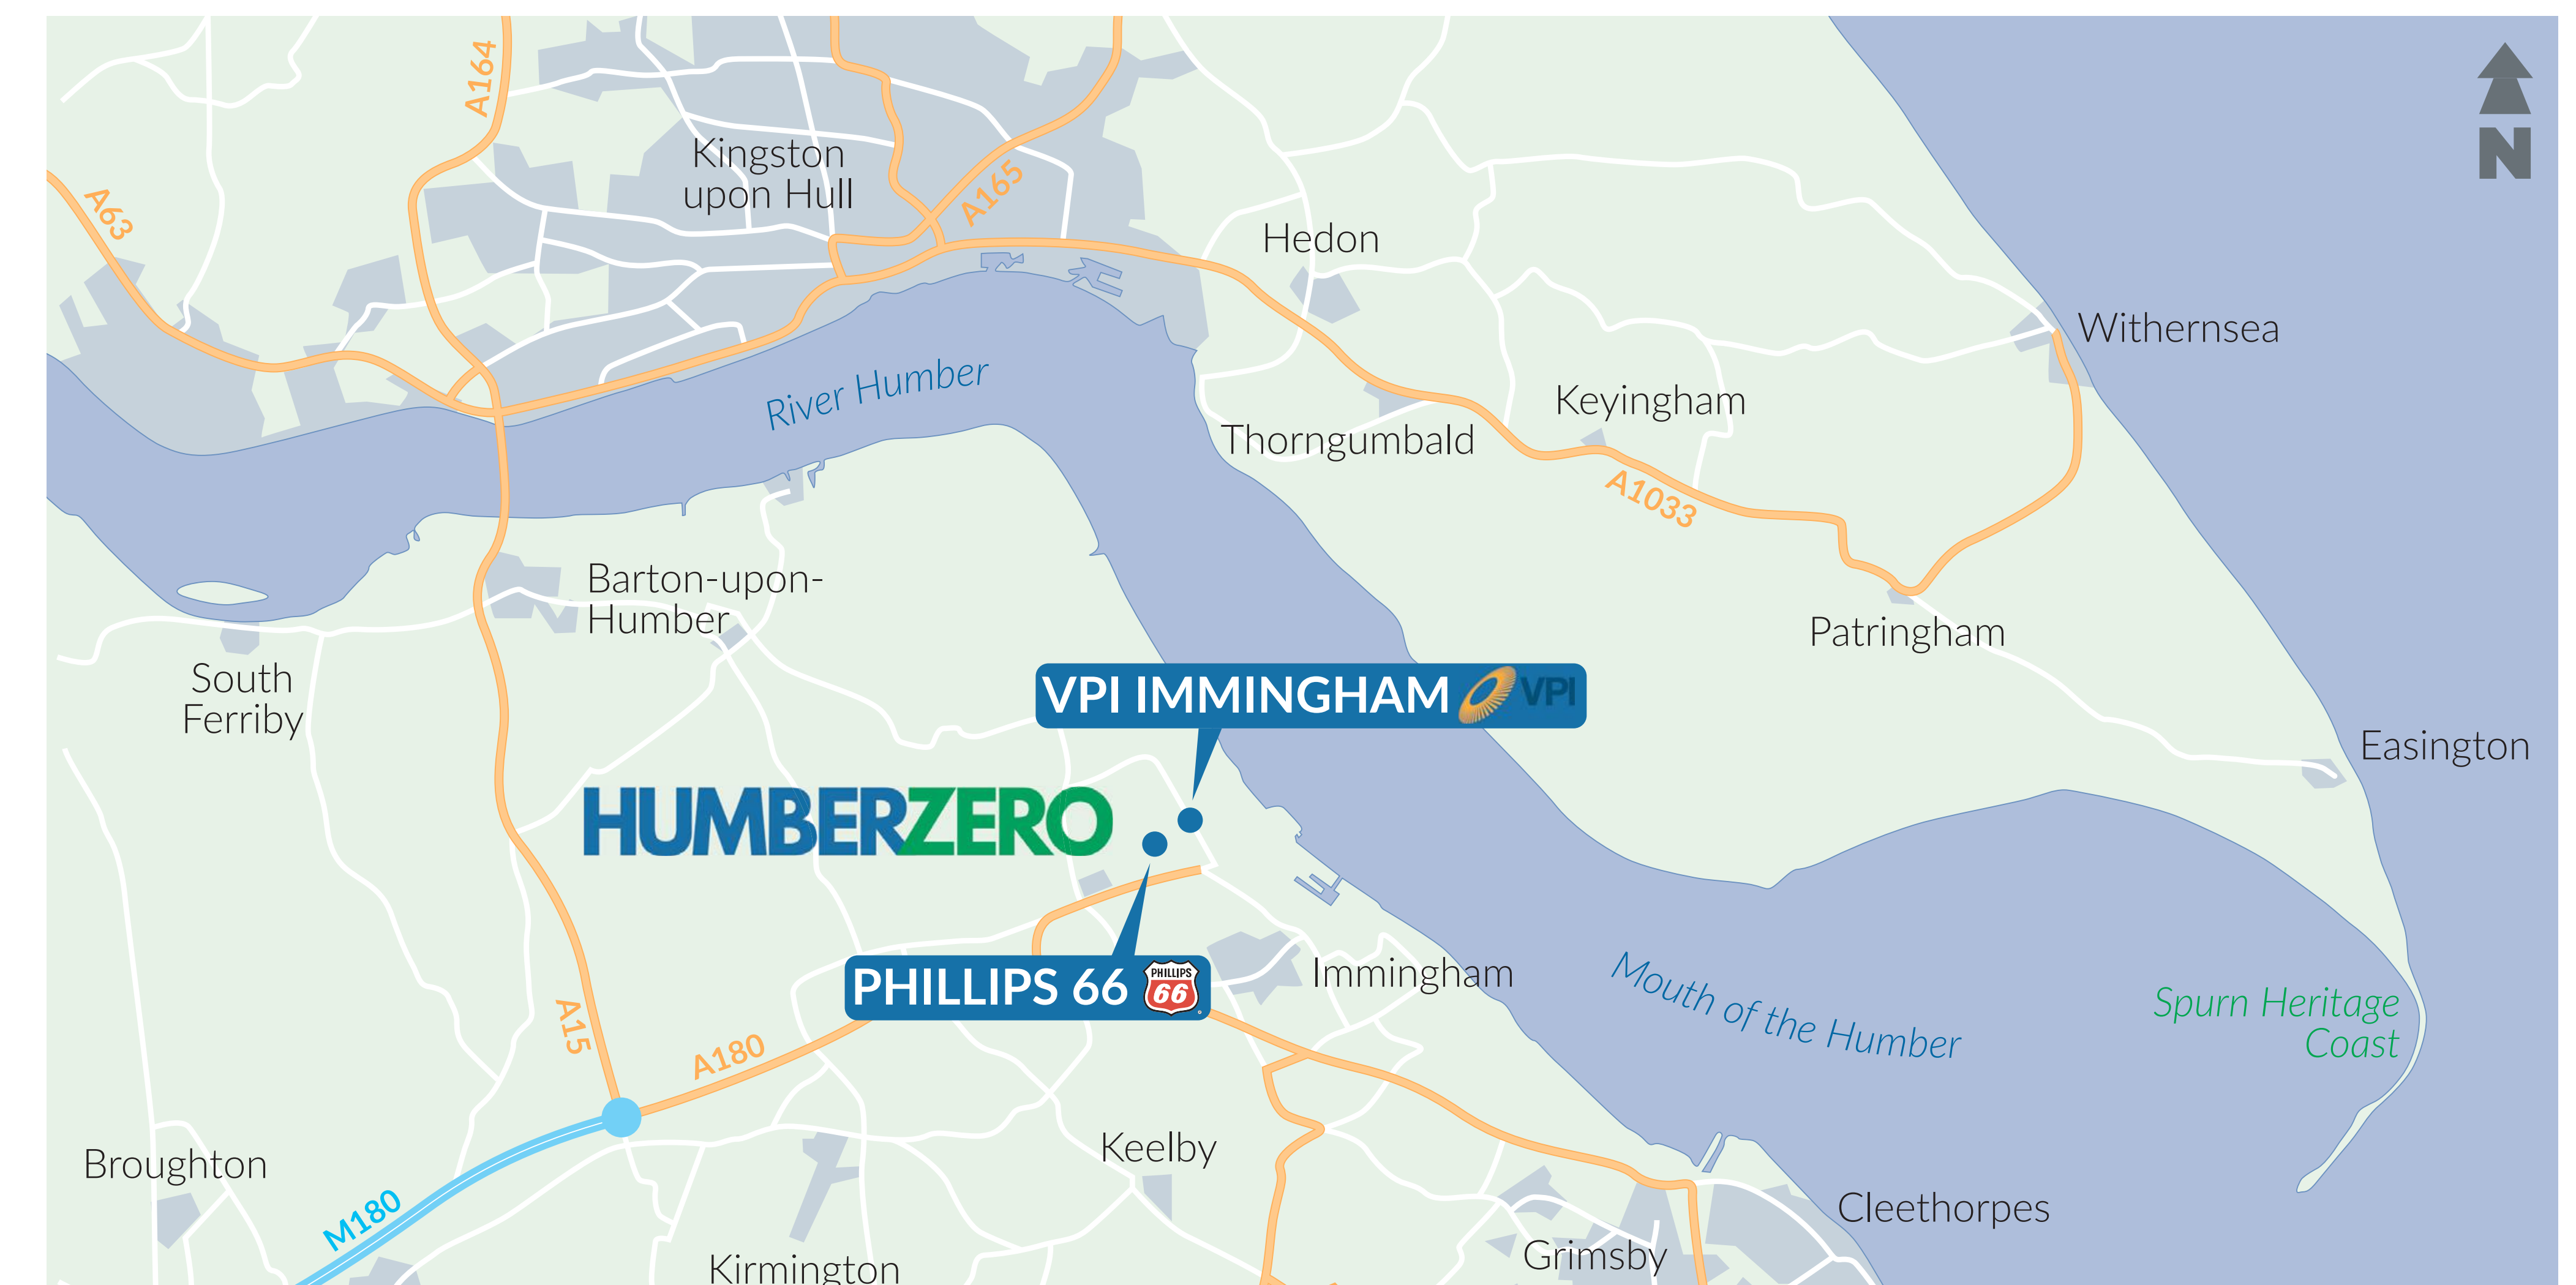 A164
N
Kingston
upon Hull
A165
A63
Hedon
Withernsea
River Humber
Keyingham
Thorngumbald
A1033
Barton-upon-
Humber
Patringham
South
Ferriby
VPI IMMINGHAM VPI
Easington
HUMBERZERO
Immingham
PHILLIPS 66 PHILLIPS 66
Mouth of the Humber
Spurn Heritage
Coast
A15
A180
Keelby
Broughton
M180
Cleethorpes
Grimsby
Kirmington